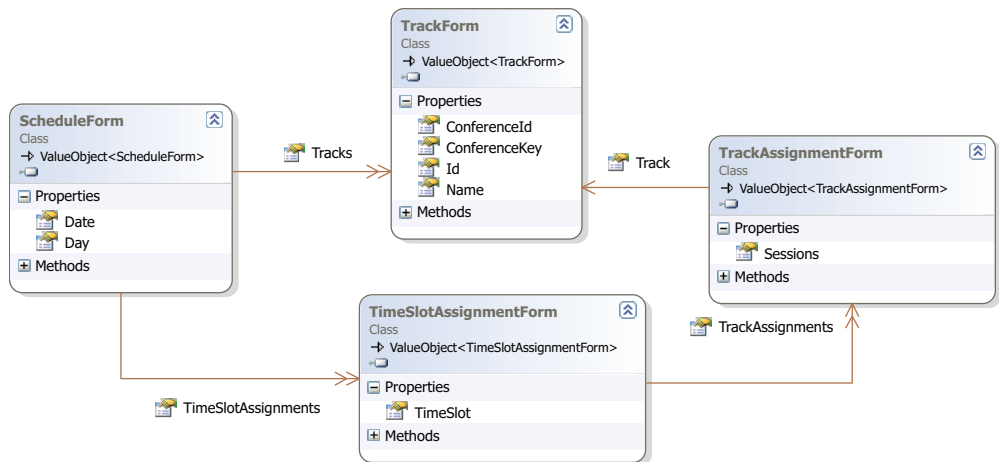 TrackForm
Class
ValueObject<TrackForm>
Properties
ConferenceId
ConferenceKey
Id
Name
Methods
ScheduleForm
Class
ValueObject<ScheduleForm>
Properties
Date
Day
Methods
Tracks
Track
TrackAssignmentForm
Class
ValueObject<TrackAssignmentForm>
Properties
Sessions
Methods
TimeSlotAssignmentForm
Class
ValueObject<TimeSlotAssignmentForm>
Properties
TimeSlot
Methods
TimeSlotAssignments
TrackAssignments